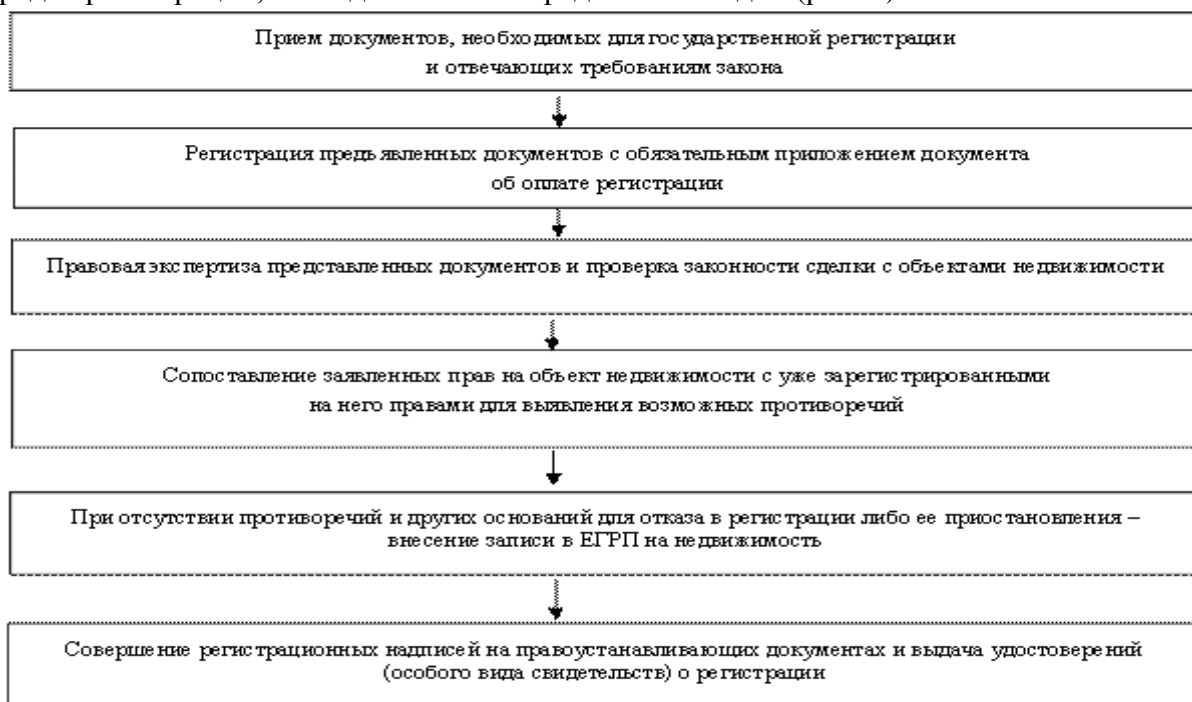 Прием документов, необходимых для государственной регистрации
и отвечающих требованиям закона
Регистрация предъявленных документов с обязательным приложением документа
об оплате регистрации
Правовая экспертиза представленных документов и проверка законности сделки с объектами недвижимости
Сопоставление заявленных прав на объект недвижимости с уже зарегистрированными
на него правами для выявления возможных противоречий
При отсутствии противоречий и других оснований для отказа в регистрации либо ее приостановления –
внесение записи в ЕГРП на недвижимость
Совершение регистрационных надписей на правоустанавливающих документах и выдача удостоверений
(особого вида свидетельств) о регистрации